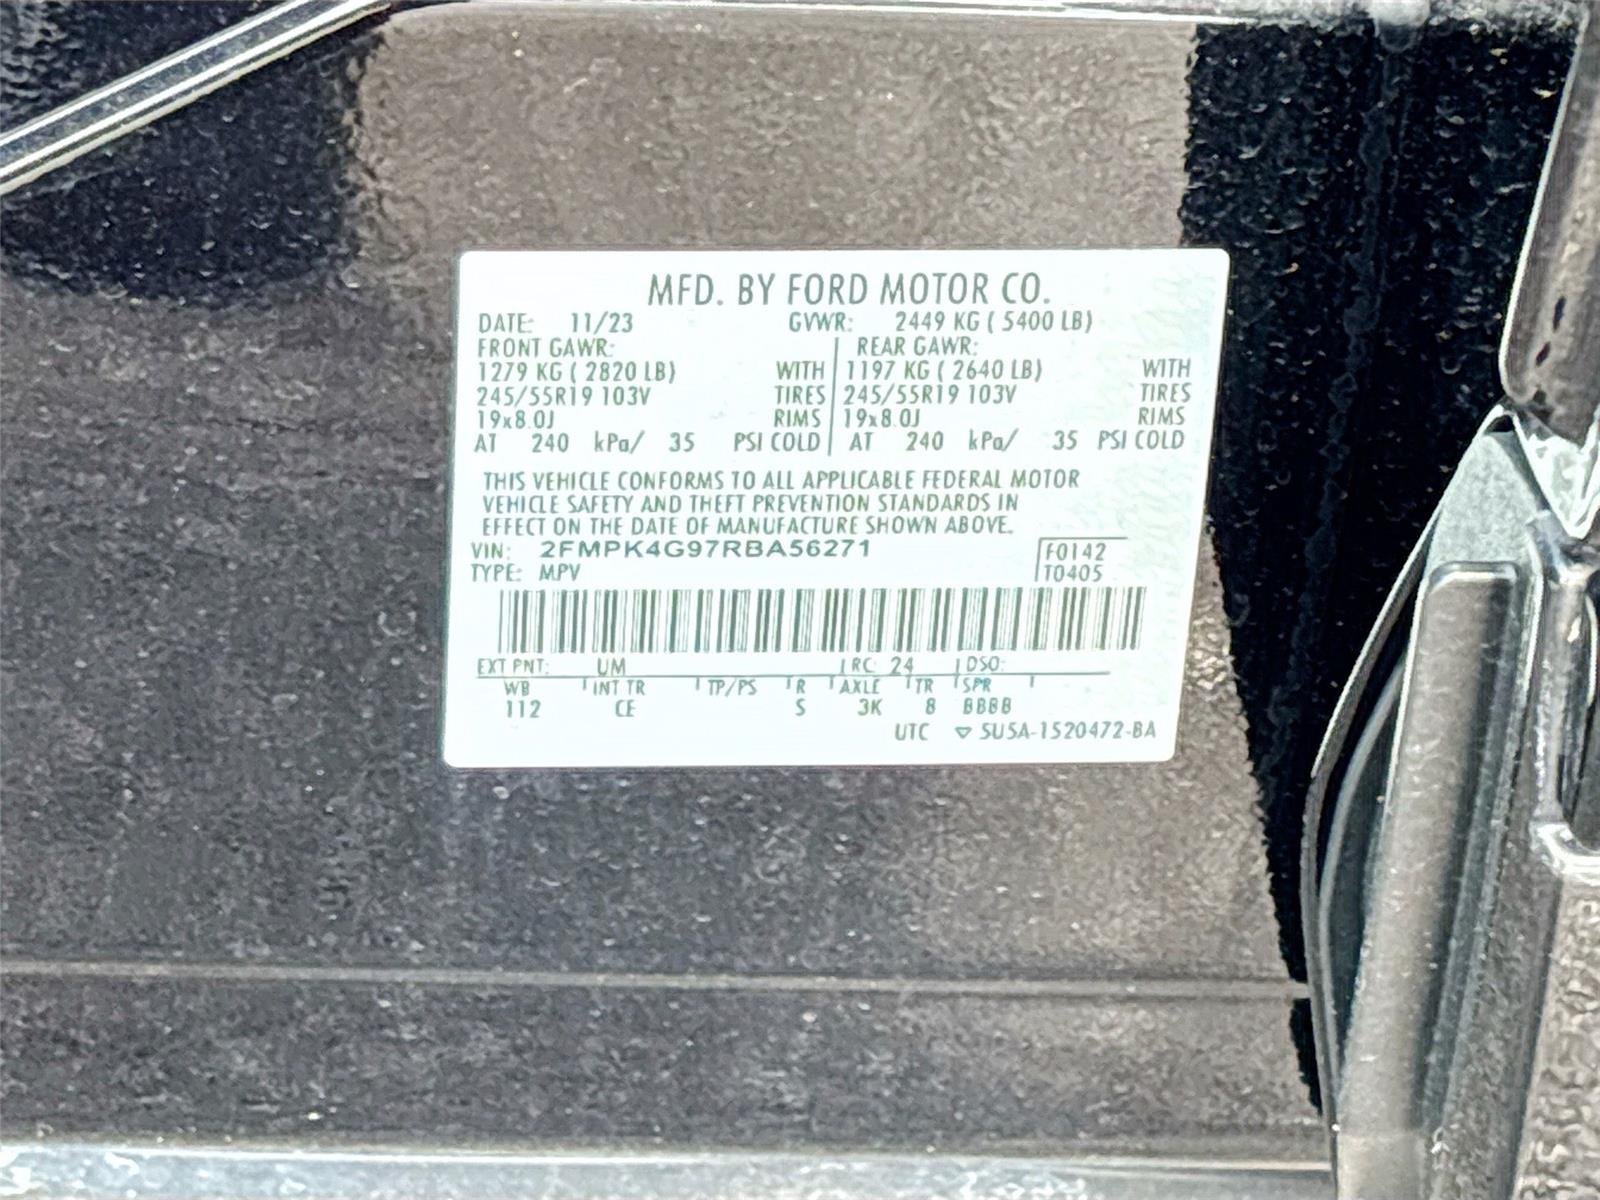 MFD. BY FORD MOTOR CO.
DATE: 11/23 GVWR: 2449 KG ( 5400 LB)
FRONT GAWR: REAR GAWR:
1279 KG ( 2820 LB) WITH 1197 KG ( 2640 LB) WITH
245/55R19 103V TIRES 245/55R19 103V TIRES
19x8.0J RIMS 19x8.0J RIMS
AT 240 kPa/ 35 PSI COLD AT 240 kPa/ 35 PSI COLD
THIS VEHICLE CONFORMS TO ALL APPLICABLE FEDERAL MOTOR
VEHICLE SAFETY AND THEFT PREVENTION STANDARDS IN
EFFECT ON THE DATE OF MANUFACTURE SHOWN ABOVE.
VIN: 2FMPK4G97RBA56271 F0142
TYPE: MPV T0405
EXT PNT: UM RC: 24 DSO:
WB INT TR TP/PS R AXLE TR SPR
112 CE S 3K 8 BBBB
UTC ▽ SU5A-1520472-BA